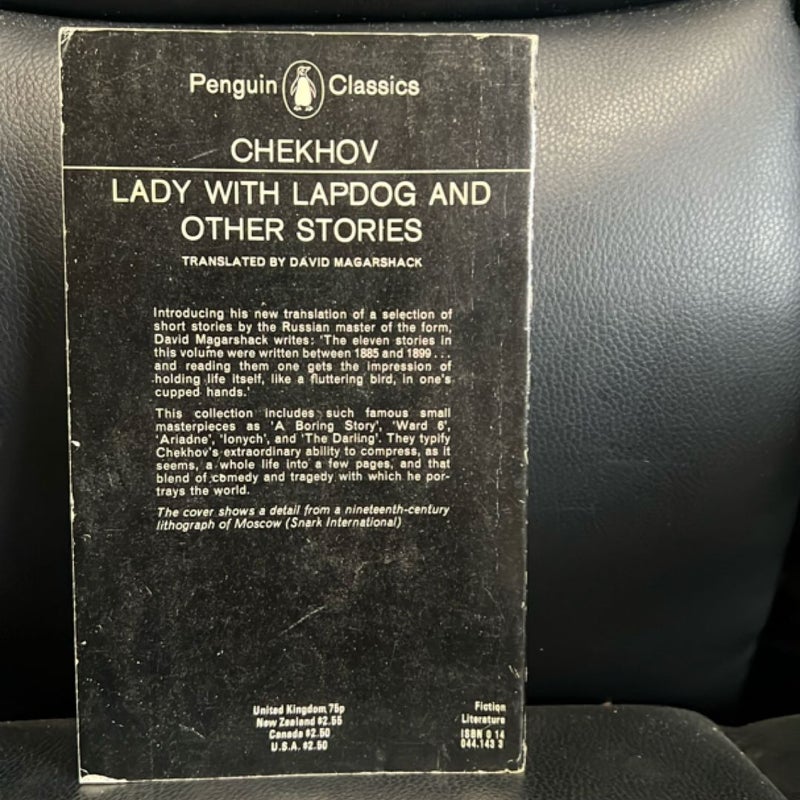 Penguin Classics
CHEKHOV
LADY WITH LAPDOG AND
OTHER STORIES
TRANSLATED BY DAVID MAGARSHACK
Introducing his new translation of a selection of
short stories by the Russian master of the form,
David Magarshack writes: 'The eleven stories in
this volume were written between 1885 and 1899...
and reading them one gets the impression of
holding life itself, like a fluttering bird, in one's
cupped hands.'
This collection includes such famous small
masterpieces as 'A Boring Story', 'Ward 6',
'Ariadne', 'Ionych', and 'The Darling'. They typify
Chekhov's extraordinary ability to compress, as it
seems, a whole life into a few pages, and that
blend of comedy and tragedy with which he por-
trays the world.
The cover shows a detail from a nineteenth-century
lithograph of Moscow (Snark International)
United Kingdom 75p
New Zealand $2.55
Canada $2.50
U.S.A. $2.50
Fiction
Literature
ISBN 0 14
044.143 3